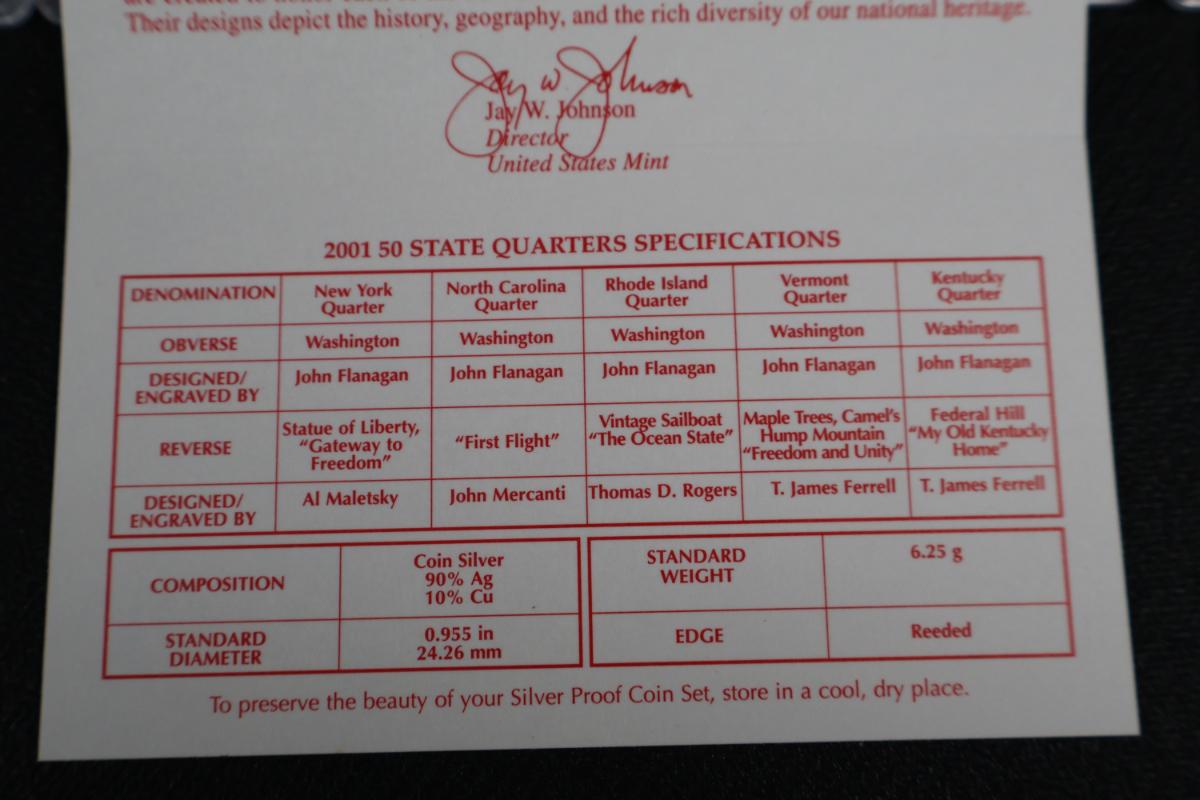 Their designs depict the history, geography, and the rich diversity of our national heritage.
Jay W. Johnson
Jay W. Johnson
Director
United States Mint
2001 50 STATE QUARTERS SPECIFICATIONS
DENOMINATION
New York
Quarter
North Carolina
Quarter
Rhode Island
Quarter
Vermont
Quarter
Kentucky
Quarter
OBVERSE
Washington
Washington
Washington
Washington
Washington
DESIGNED/
ENGRAVED BY
John Flanagan
John Flanagan
John Flanagan
John Flanagan
John Flanagan
REVERSE
Statue of Liberty,
“Gateway to
Freedom”
“First Flight”
Vintage Sailboat
“The Ocean State”
Maple Trees, Camel’s
Hump Mountain
“Freedom and Unity”
Federal Hill
“My Old Kentucky
Home”
DESIGNED/
ENGRAVED BY
Al Maletsky
John Mercanti
Thomas D. Rogers
T. James Ferrell
T. James Ferrell
COMPOSITION
Coin Silver
90% Ag
10% Cu
STANDARD
WEIGHT
6.25 g
STANDARD
DIAMETER
0.955 in
24.26 mm
EDGE
Reeded
To preserve the beauty of your Silver Proof Coin Set, store in a cool, dry place.